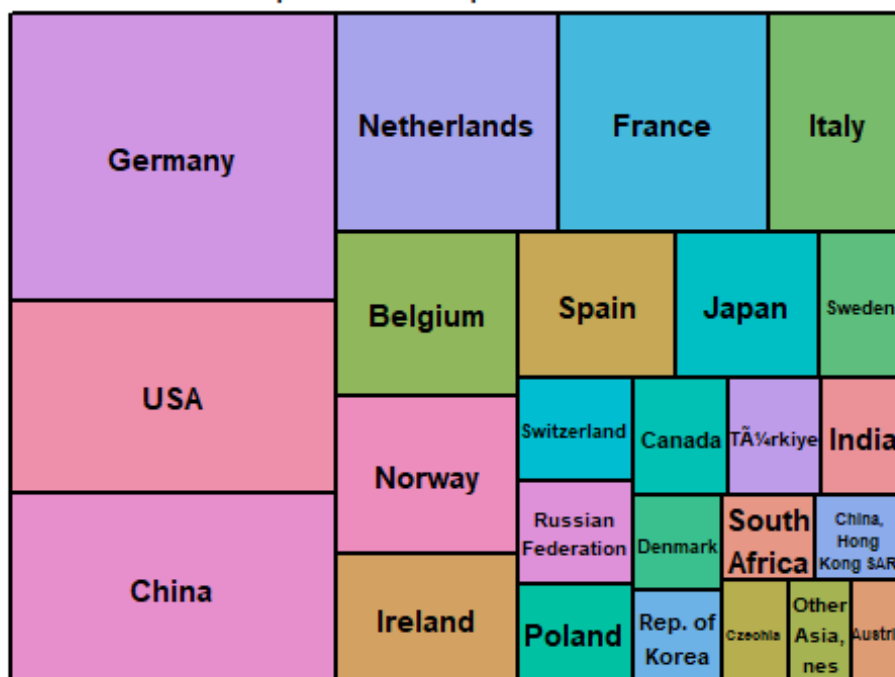 Germany
USA
China
Netherlands
France
Italy
Belgium
Norway
Ireland
Spain
Japan
Sweden
Switzerland
Russian
Federation
Poland
Canada
TÃ¼rkiye
India
Denmark
Rep. of
Korea
South
Africa
China,
Hong
Kong SAR
Czechia
Other
Asia,
nes
Austri